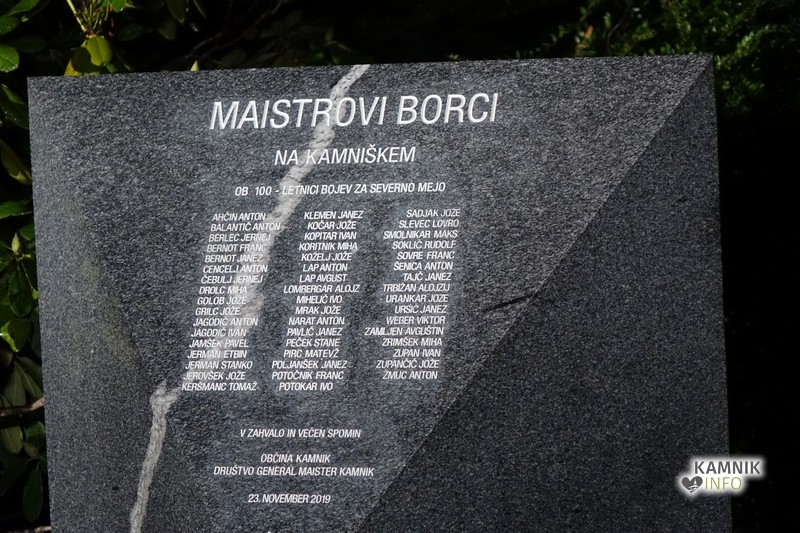 MAISTROVI BORCI
NA KAMNIŠKEM
OB 100 - LETNICI BOJEV ZA SEVERNO MEJO
AHČIN ANTON
BALANTIČ ANTON
BERLEC JERNEJ
BERNOT FRANC
BERNOT JANEZ
CENCELJ ANTON
ČEBULJ JERNEJ
DROLC MIHA
GOLOB JOŽE
GRILC JOŽE
JAGODIC ANTON
JAGODIC IVAN
JAMŠEK PAVEL
JERMAN ETBIN
JERMAN STANKO
JEROVŠEK JOŽE
KERŠMANC TOMAŽ
KLEMEN JANEZ
KOČAR JOŽE
KOPITAR IVAN
KORITNIK MIHA
KOŽELJ JOŽE
LAP ANTON
LAP AVGUST
LOMBERGAR ALOJZ
MIHELIČ IVO
MRAK JOŽE
NARAT ANTON
PAVLIČ JANEZ
PEČEK STANE
PIRC MATEVŽ
POLJANŠEK JANEZ
POTOČNIK FRANC
POTOKAR IVO
SADJAK JOŽE
SLEVEC LOVRO
SMOLNIKAR MAKS
SOKLIČ RUDOLF
SOVRE FRANC
ŠENICA ANTON
TAJČ JANEZ
TRBIŽAN ALOJZIJ
URANKAR JOŽE
URŠIČ JANEZ
WEBER VIKTOR
ZAMLJEN AVGUŠTIN
ZRIMŠEK MIHA
ZUPAN IVAN
ZUPANČIČ JOŽE
ŽMUC ANTON
V ZAHVALO IN VEČEN SPOMIN
OBČINA KAMNIK
DRUŠTVO GENERAL MAISTER KAMNIK
23. NOVEMBER 2019
KAMNIK
INFO